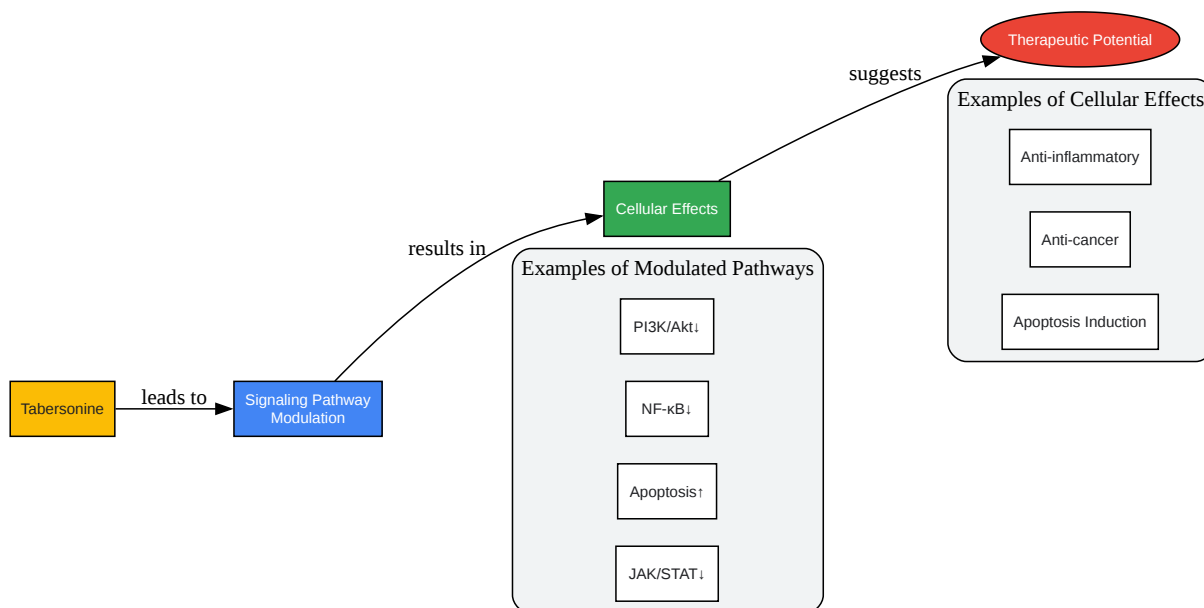 Tabersonine
leads to
Signaling Pathway
Modulation
results in
Cellular Effects
Examples of Modulated Pathways
PI3K/Akt↓
NF-κB↓
Apoptosis↑
JAK/STAT↓
suggests
Therapeutic Potential
Examples of Cellular Effects
Anti-inflammatory
Anti-cancer
Apoptosis Induction